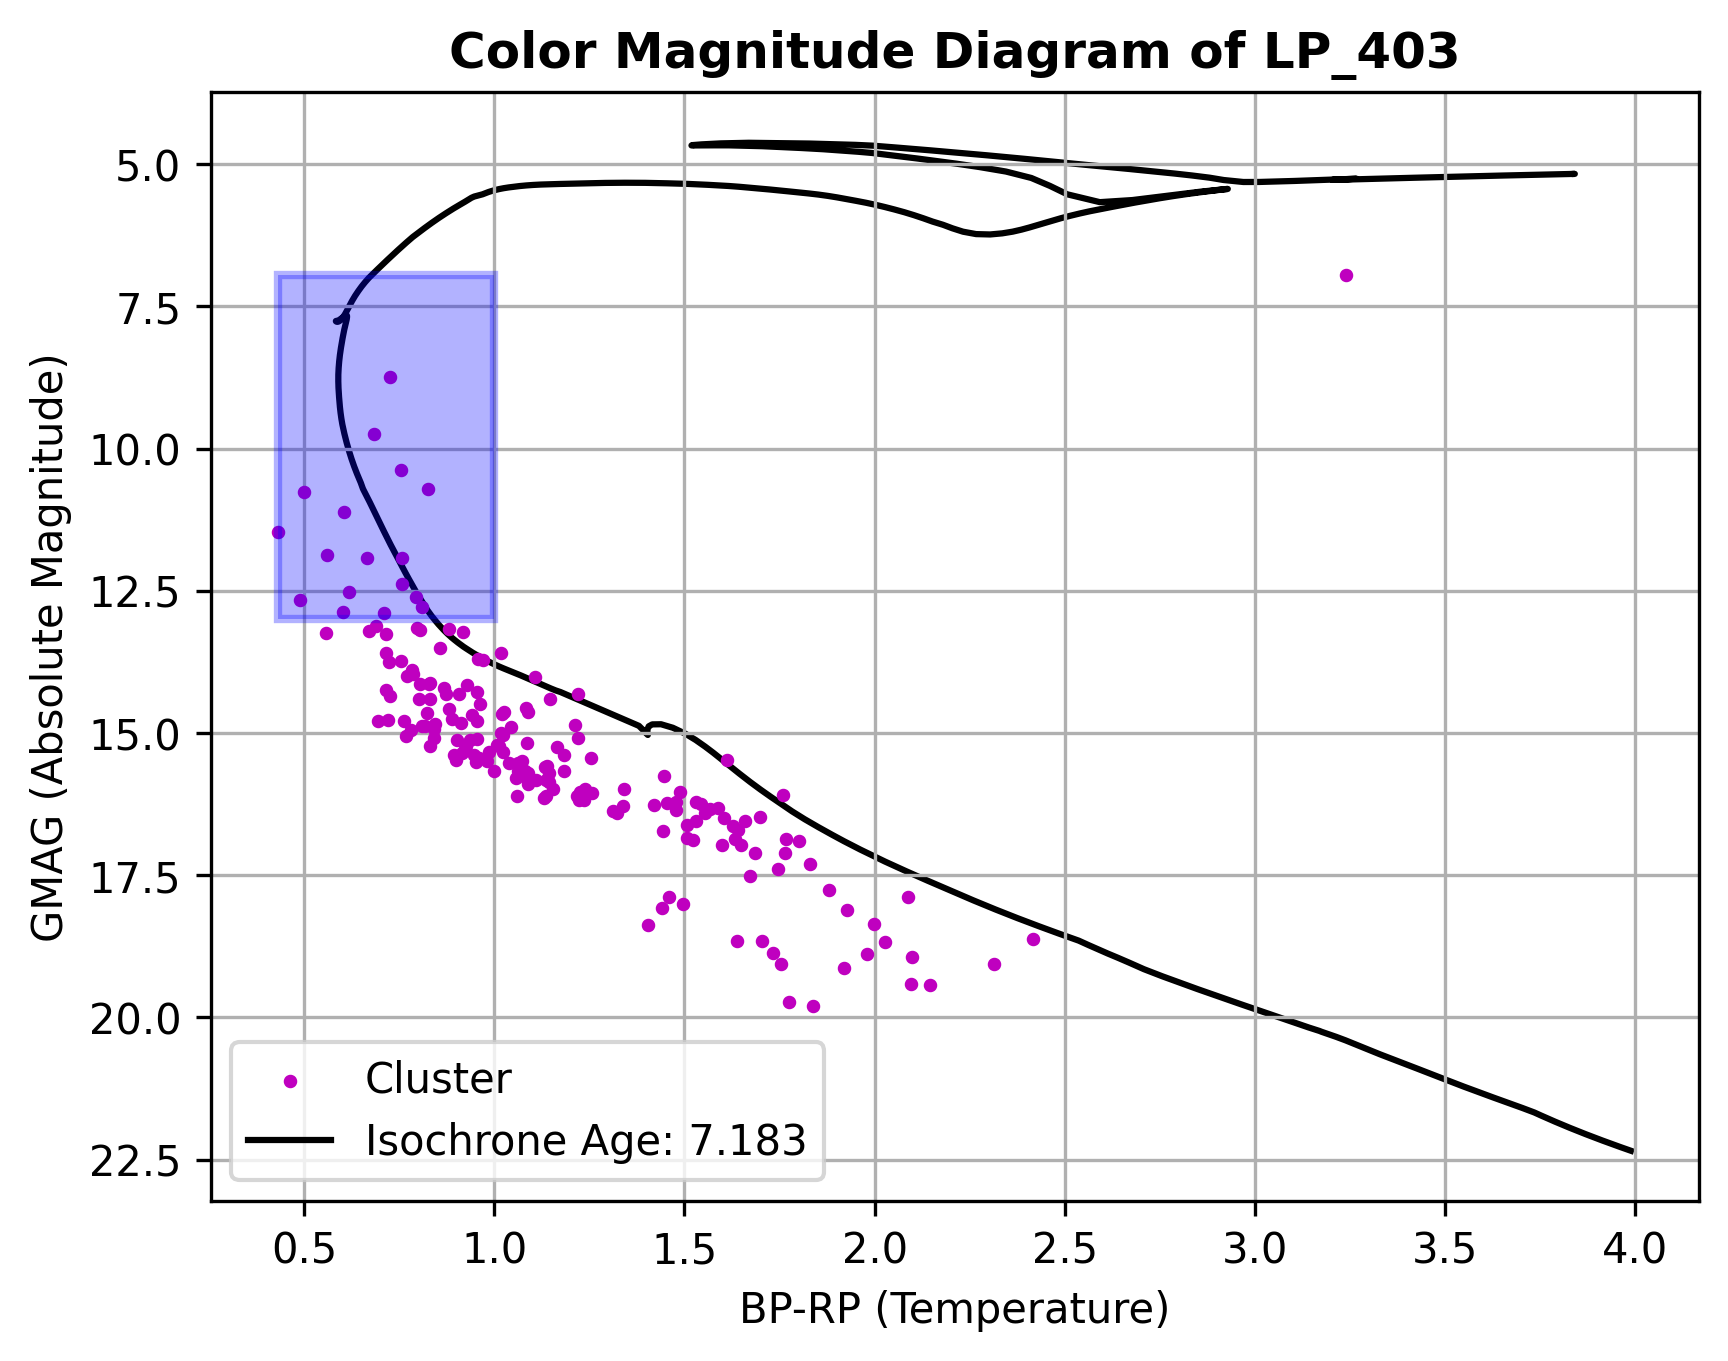 Color Magnitude Diagram of LP_403
5.0
7.5
10.0
12.5
15.0
17.5
20.0
22.5
GMAG (Absolute Magnitude)
Cluster
Isochrone Age: 7.183
0.5 1.0 1.5 2.0 2.5 3.0 3.5 4.0
BP-RP (Temperature)